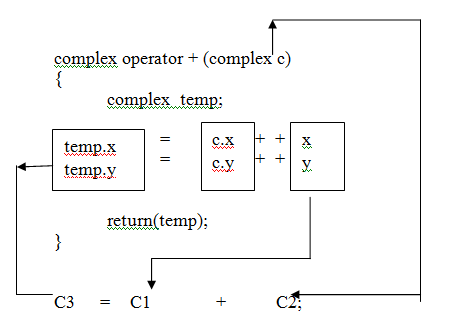 complex operator + (complex c)
{
complex temp;
temp.x = c.x + + x
temp.y = c.y + + y
return(temp);
}
C3 = C1 + C2;